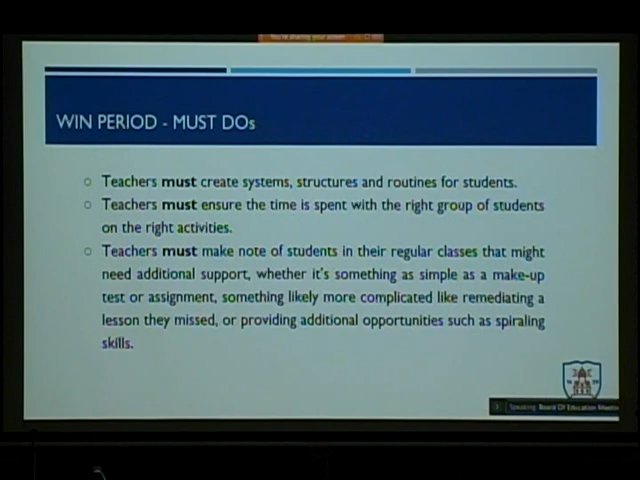 WIN PERIOD - MUST DOs
Teachers must create systems, structures and routines for students.
Teachers must ensure the time is spent with the right group of students
on the right activities.
Teachers must make note of students in their regular classes that might
need additional support, whether it's something as simple as a make-up
test or assignment, something likely more complicated like remediating a
lesson they missed, or providing additional opportunities such as spiraling
skills.
Speaking: Board Of Education Meetin